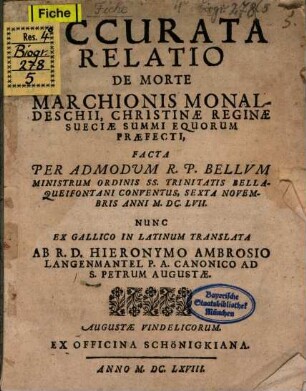 Fiche
Res. 4°
Biogr.
278
5
ACCURATA
RELATIO
DE MORTE
MARCHIONIS MONAL-
DESCHII, CHRISTINÆ REGINÆ
SUECIÆ SUMMI EQUORUM
PRÆFECTI,
FACTA
PER ADMODUM R. P. BELLVM
MINISTRUM ORDINIS SS. TRINITATIS BELLA-
QUEIFONTANI CONVENTUS, SEXTA NOVEM-
BRIS ANNI M. DC. LVII.
NUNC
EX GALLICO IN LATINUM TRANSLATA
AB R. D. HIERONYMO AMBROSIO
LANGENMANTEL P. A. CANONICO AD
S. PETRUM AUGUSTÆ.
Bayerische
Staatsbibliothek
München
AUGUSTÆ VINDELICORUM.
EX OFFICINA SCHÖNIGKIANA.
ANNO M. DC. LXVIII.